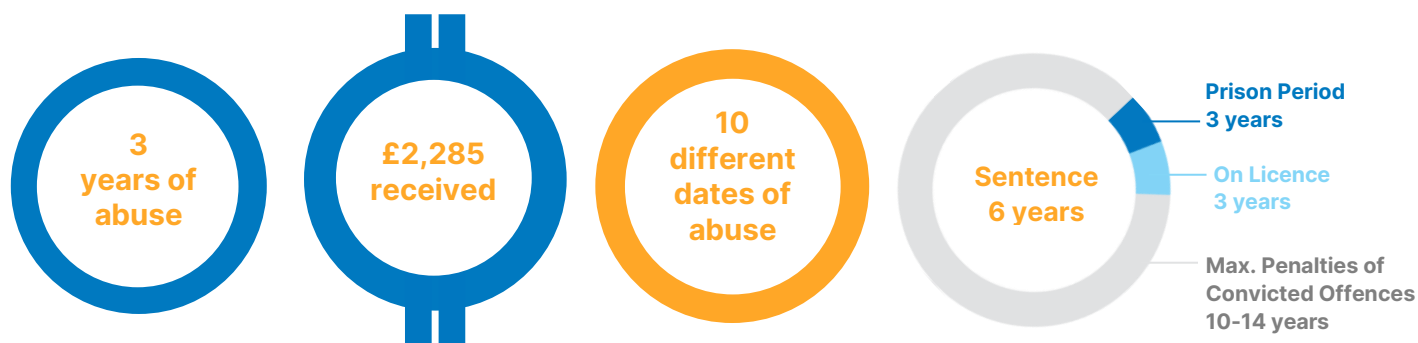 3
years of
abuse
£2,285
received
10
different
dates of
abuse
Sentence
6 years
Prison Period
3 years
On Licence
3 years
Max. Penalties of
Convicted Offences
10-14 years